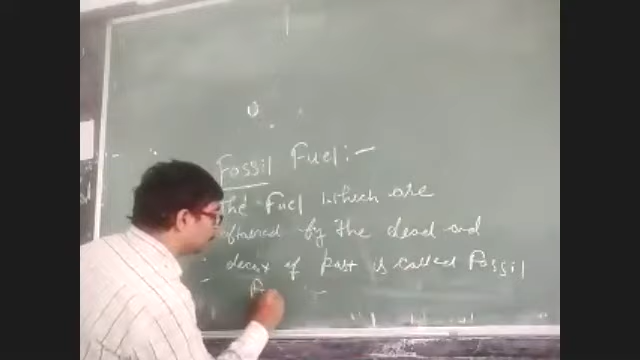 Fossil Fuel:-
The Fuel which are
obtained by the dead and
decay of past is called Fossil